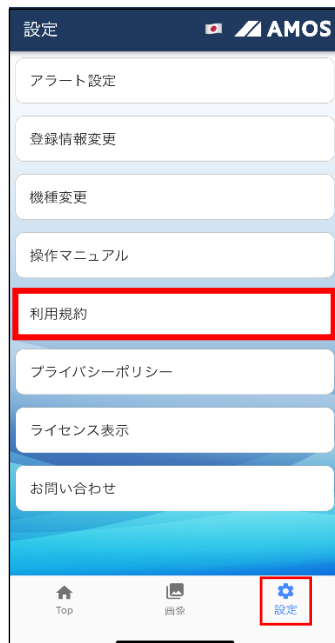 設定
AMOS
アラート設定
登録情報変更
機種変更
操作マニュアル
利用規約
プライバシーポリシー
ライセンス表示
お問い合わせ
Top
画像
設定